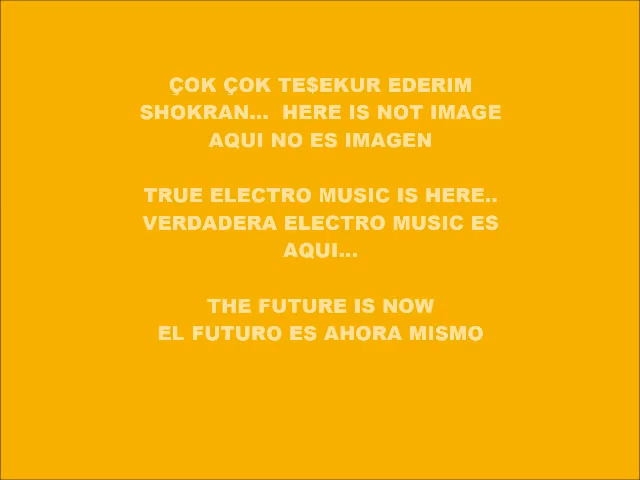 ÇOK ÇOK TE$EKUR EDERIM
SHOKRAN... HERE IS NOT IMAGE
AQUI NO ES IMAGEN
TRUE ELECTRO MUSIC IS HERE..
VERDADERA ELECTRO MUSIC ES
AQUI...
THE FUTURE IS NOW
EL FUTURO ES AHORA MISMO